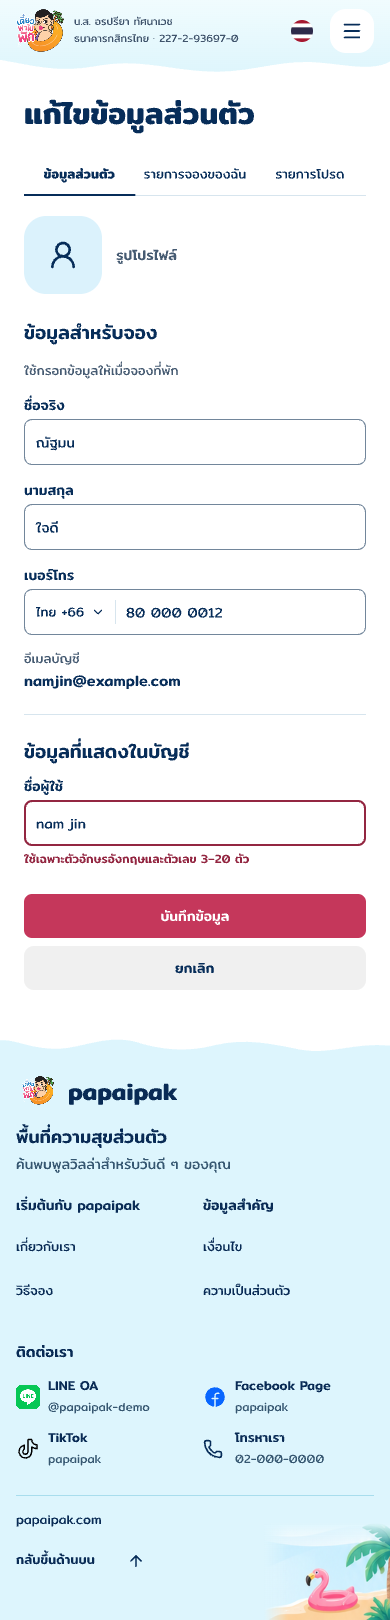 เที่ยว
พาม
พัก
น.ส. อรปรียา ทัศนาเวช
ธนาคารกสิกรไทย · 227-2-93697-0
แก้ไขข้อมูลส่วนตัว
ข้อมูลส่วนตัว
รายการจองของฉัน
รายการโปรด
รูปโปรไฟล์
ข้อมูลสำหรับจอง
ใช้กรอกข้อมูลให้เมื่อจองที่พัก
ชื่อจริง
ณัฐมน
นามสกุล
ใจดี
เบอร์โทร
ไทย +66
80 000 0012
อีเมลบัญชี
namjin@example.com
ข้อมูลที่แสดงในบัญชี
ชื่อผู้ใช้
nam jin
ใช้เฉพาะตัวอักษรอังกฤษและตัวเลข 3–20 ตัว
บันทึกข้อมูล
ยกเลิก
papaipak
พื้นที่ความสุขส่วนตัว
ค้นพบพูลวิลล่าสำหรับวันดี ๆ ของคุณ
เริ่มต้นกับ papaipak
ข้อมูลสำคัญ
เกี่ยวกับเรา
เงื่อนไข
วิธีจอง
ความเป็นส่วนตัว
ติดต่อเรา
LINE OA
@papaipak-demo
Facebook Page
papaipak
TikTok
papaipak
โทรหาเรา
02-000-0000
papaipak.com
กลับขึ้นด้านบน